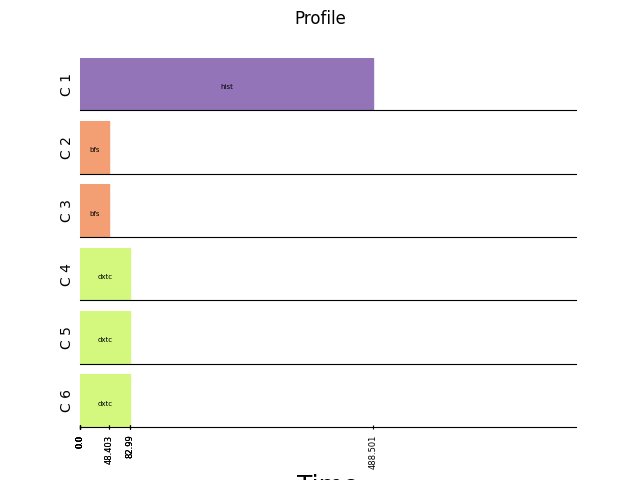 Profile
C 1
hist
C 2
bfs
C 3
bfs
C 4
dxtc
C 5
dxtc
C 6
dxtc
0.0
48.403
82.99
488.501
Time